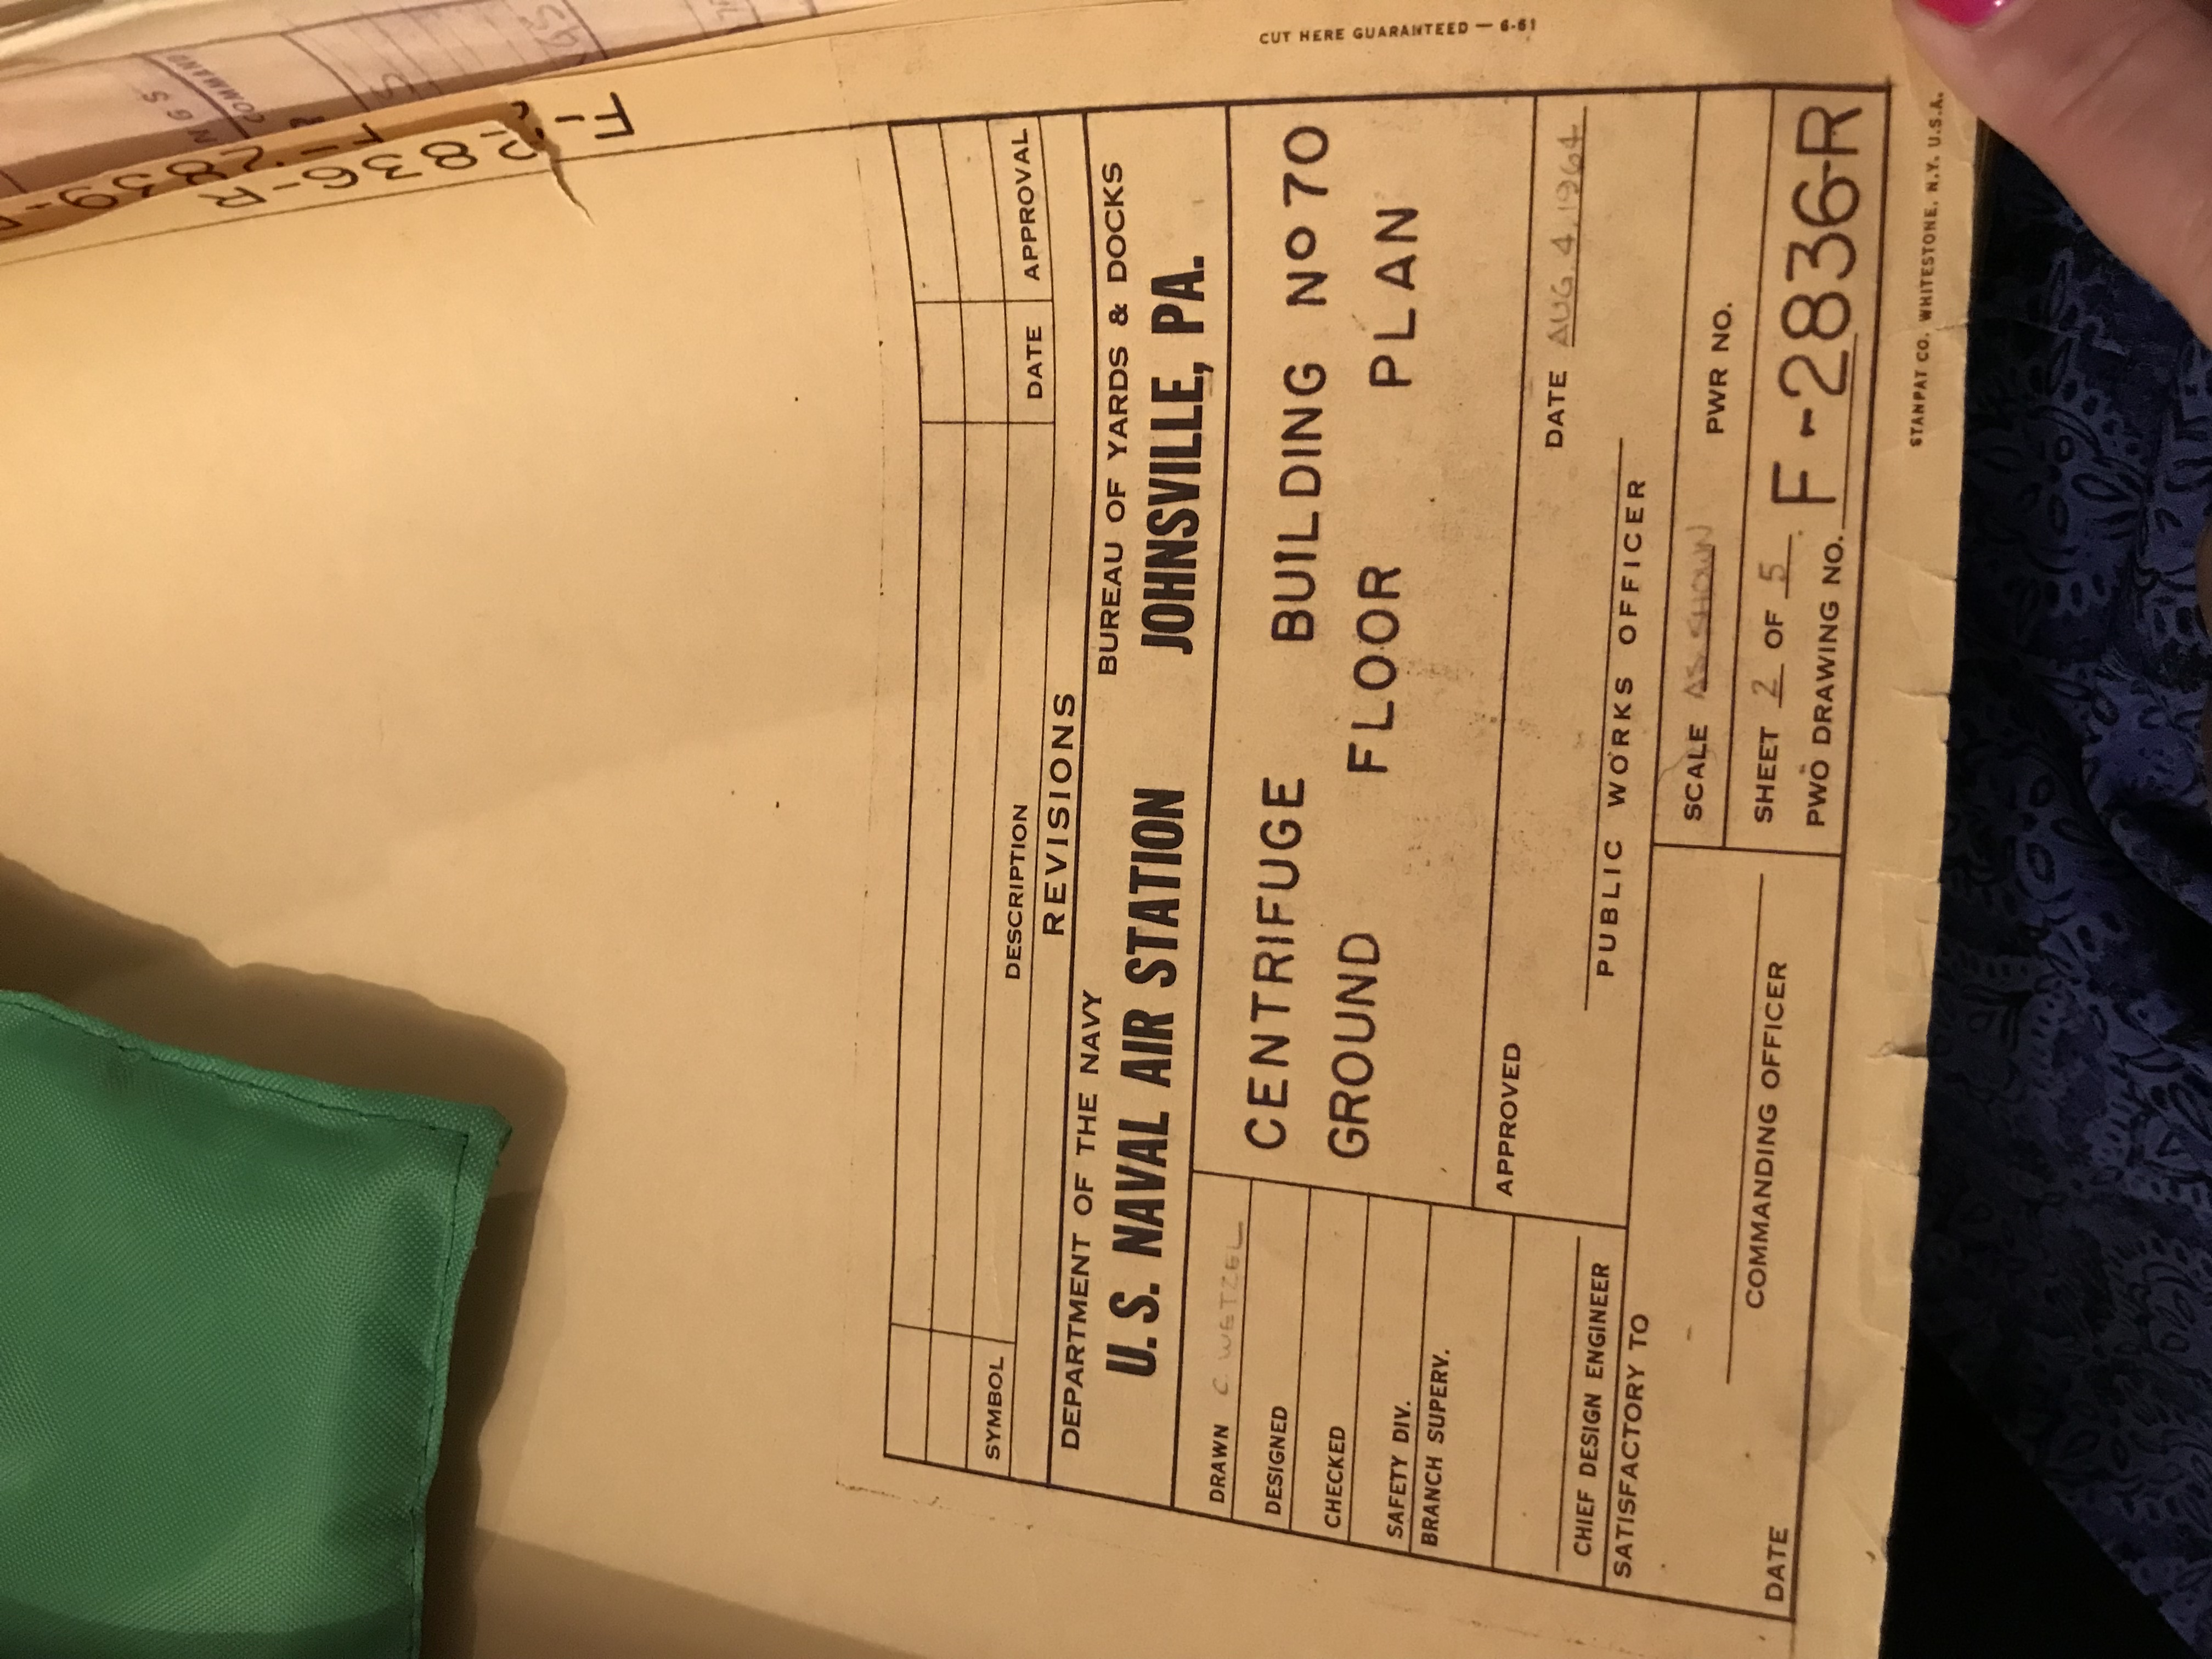 CUT HERE GUARANTEED — 6-61
SYMBOL DESCRIPTION DATE APPROVAL
REVISIONS
DEPARTMENT OF THE NAVY BUREAU OF YARDS & DOCKS
U.S. NAVAL AIR STATION JOHNSVILLE, PA.
DRAWN C. WETZEL
DESIGNED
CHECKED
SAFETY DIV.
BRANCH SUPERV.
CHIEF DESIGN ENGINEER
CENTRIFUGE BUILDING No 70
GROUND FLOOR PLAN
APPROVED DATE AUG. 4, 1964
PUBLIC WORKS OFFICER
SATISFACTORY TO
COMMANDING OFFICER
DATE
SCALE AS SHOWN PWR NO.
SHEET 2 OF 5
PWO DRAWING NO. F-2836-R
STANPAT CO. WHITESTONE, N.Y. U.S.A.
F-2836-R
F-2839-R
COMMAND